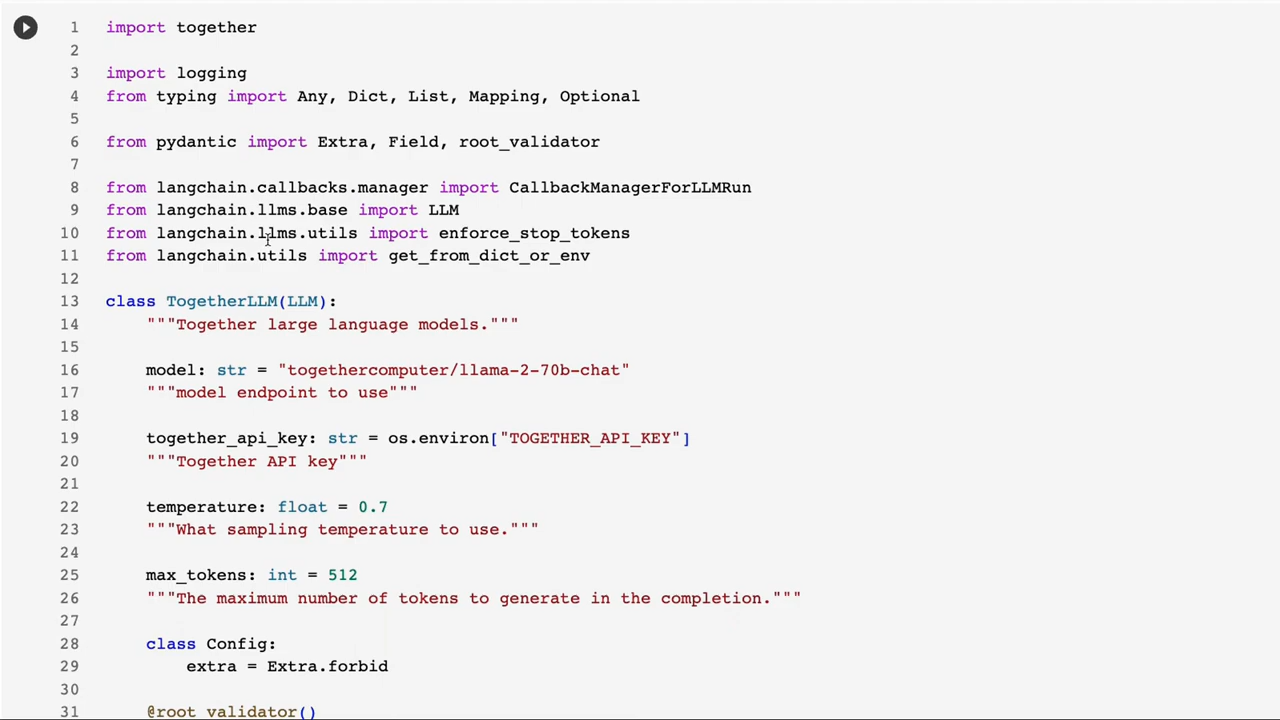 1 import together
2
3 import logging
4 from typing import Any, Dict, List, Mapping, Optional
5
6 from pydantic import Extra, Field, root_validator
7
8 from langchain.callbacks.manager import CallbackManagerForLLMRun
9 from langchain.llms.base import LLM
10 from langchain.llms.utils import enforce_stop_tokens
11 from langchain.utils import get_from_dict_or_env
12
13 class TogetherLLM(LLM):
14     """Together large language models."""
15
16     model: str = "togethercomputer/llama-2-70b-chat"
17     """model endpoint to use"""
18
19     together_api_key: str = os.environ["TOGETHER_API_KEY"]
20     """Together API key"""
21
22     temperature: float = 0.7
23     """What sampling temperature to use."""
24
25     max_tokens: int = 512
26     """The maximum number of tokens to generate in the completion."""
27
28     class Config:
29         extra = Extra.forbid
30
31     @root_validator()